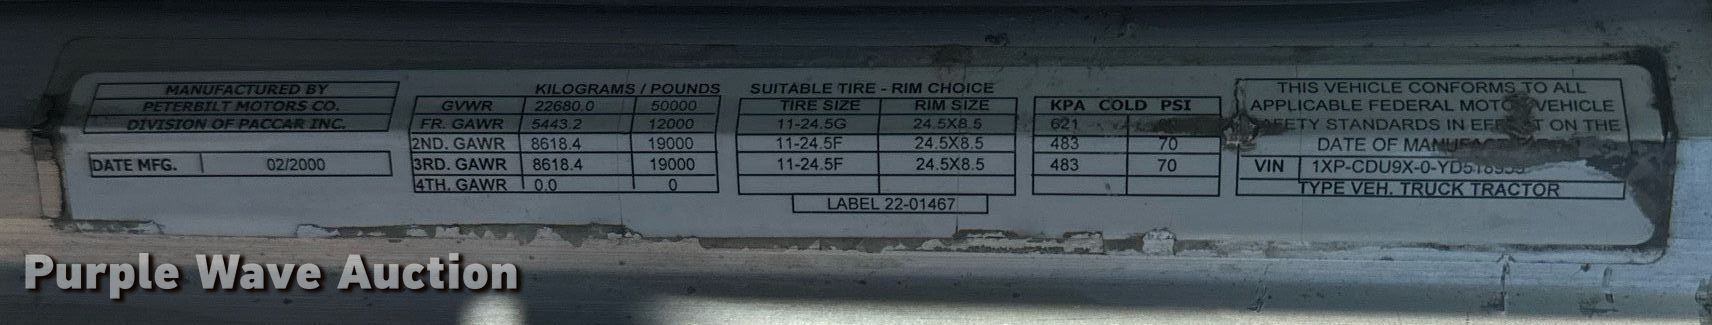 MANUFACTURED BY
PETERBILT MOTORS CO.
DIVISION OF PACCAR INC.
DATE MFG. 02/2000
KILOGRAMS / POUNDS
GVWR 22680.0 50000
FR. GAWR 5443.2 12000
2ND. GAWR 8618.4 19000
3RD. GAWR 8618.4 19000
4TH. GAWR 0.0 0
SUITABLE TIRE - RIM CHOICE
TIRE SIZE RIM SIZE
11-24.5G 24.5X8.5
11-24.5F 24.5X8.5
11-24.5F 24.5X8.5
LABEL 22-01467
KPA COLD PSI
621
483 70
483 70
THIS VEHICLE CONFORMS TO ALL
APPLICABLE FEDERAL MOTOR VEHICLE
SAFETY STANDARDS IN EFFECT ON THE
DATE OF
VIN
TYPE VEH. TRUCK TRACTOR
Purple Wave Auction